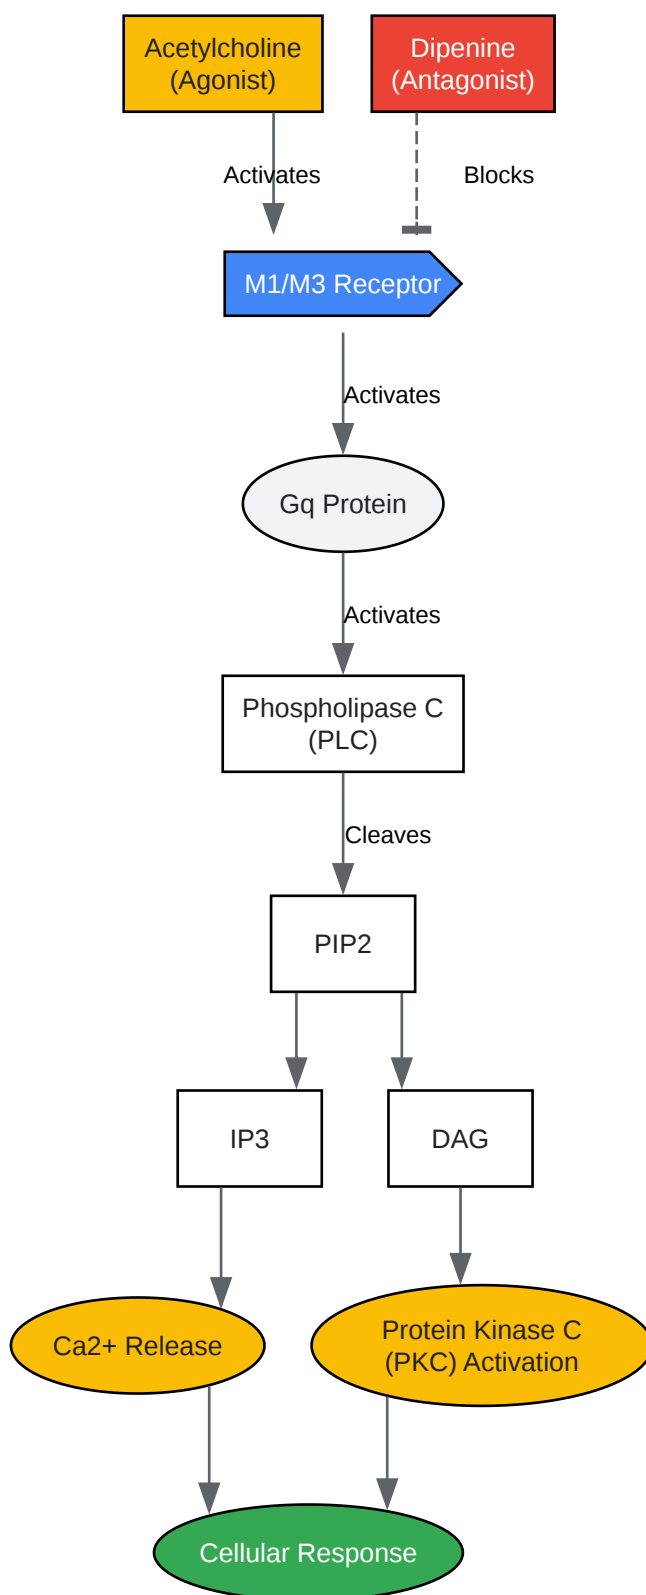 Acetylcholine
(Agonist)
Dipenine
(Antagonist)
Activates
Blocks
M1/M3 Receptor
Activates
Gq Protein
Activates
Phospholipase C
(PLC)
Cleaves
PIP2
IP3
DAG
Ca2+ Release
Protein Kinase C
(PKC) Activation
Cellular Response